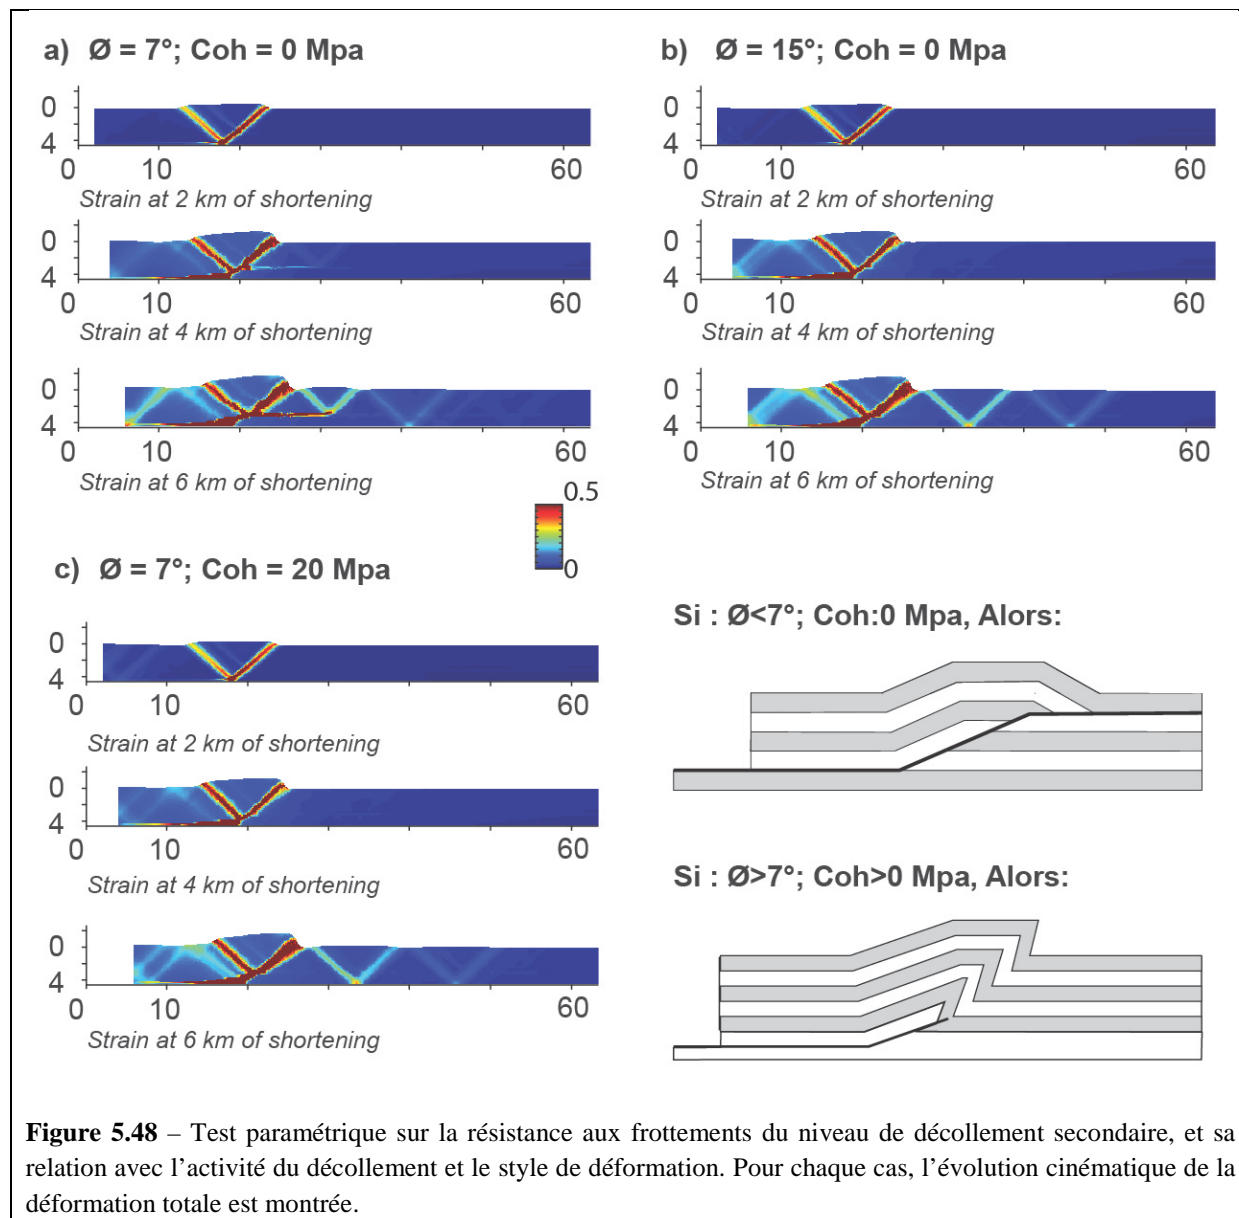 a) Ø = 7°; Coh = 0 Mpa
0
4
0 10 60
Strain at 2 km of shortening
0
4
0 10 60
Strain at 4 km of shortening
0
4
0 10 60
Strain at 6 km of shortening
b) Ø = 15°; Coh = 0 Mpa
0
4
0 10 60
Strain at 2 km of shortening
0
4
0 10 60
Strain at 4 km of shortening
0
4
0 10 60
Strain at 6 km of shortening
0.5
0
c) Ø = 7°; Coh = 20 Mpa
0
4
0 10 60
Strain at 2 km of shortening
0
4
0 10 60
Strain at 4 km of shortening
0
4
0 10 60
Strain at 6 km of shortening
Si : Ø<7°; Coh:0 Mpa, Alors:
Si : Ø>7°; Coh>0 Mpa, Alors:
Figure 5.48 – Test paramétrique sur la résistance aux frottements du niveau de décollement secondaire, et sa
relation avec l’activité du décollement et le style de déformation. Pour chaque cas, l’évolution cinématique de la
déformation totale est montrée.